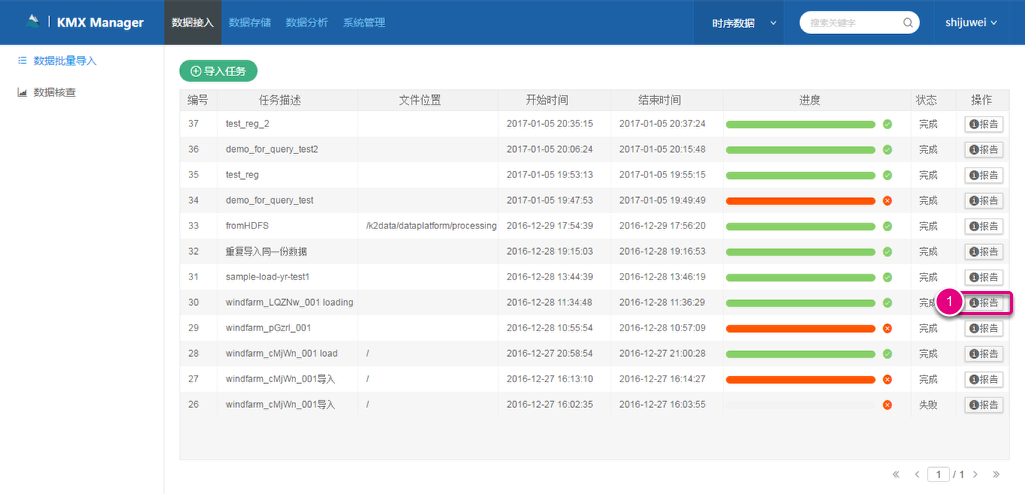 KMX Manager 数据接入 数据存储 数据分析 系统管理 时序数据 搜索关键字 shijuwei
数据批量导入
数据核查
导入任务
编号 任务描述 文件位置 开始时间 结束时间 进度 状态 操作
37 test_reg_2 2017-01-05 20:35:15 2017-01-05 20:37:24 完成 报告
36 demo_for_query_test2 2017-01-05 20:06:24 2017-01-05 20:15:48 完成 报告
35 test_reg 2017-01-05 19:53:13 2017-01-05 19:55:15 完成 报告
34 demo_for_query_test 2017-01-05 19:47:53 2017-01-05 19:49:49 完成 报告
33 fromHDFS /k2data/dataplatform/processing 2016-12-29 17:54:39 2016-12-29 17:56:20 完成 报告
32 重复导入同一份数据 2016-12-28 19:15:03 2016-12-28 19:16:53 完成 报告
31 sample-load-yr-test1 2016-12-28 13:44:39 2016-12-28 13:46:19 完成 报告
30 windfarm_LQZNw_001 loading 2016-12-28 11:34:48 2016-12-28 11:36:29 完成 1 报告
29 windfarm_pGzrl_001 2016-12-28 10:55:54 2016-12-28 10:57:09 完成 报告
28 windfarm_cMjWn_001 load / 2016-12-27 20:58:54 2016-12-27 21:00:28 完成 报告
27 windfarm_cMjWn_001导入 / 2016-12-27 16:13:10 2016-12-27 16:14:27 完成 报告
26 windfarm_cMjWn_001导入 / 2016-12-27 16:02:35 2016-12-27 16:03:55 失败 报告
« ‹ 1 / 1 › »